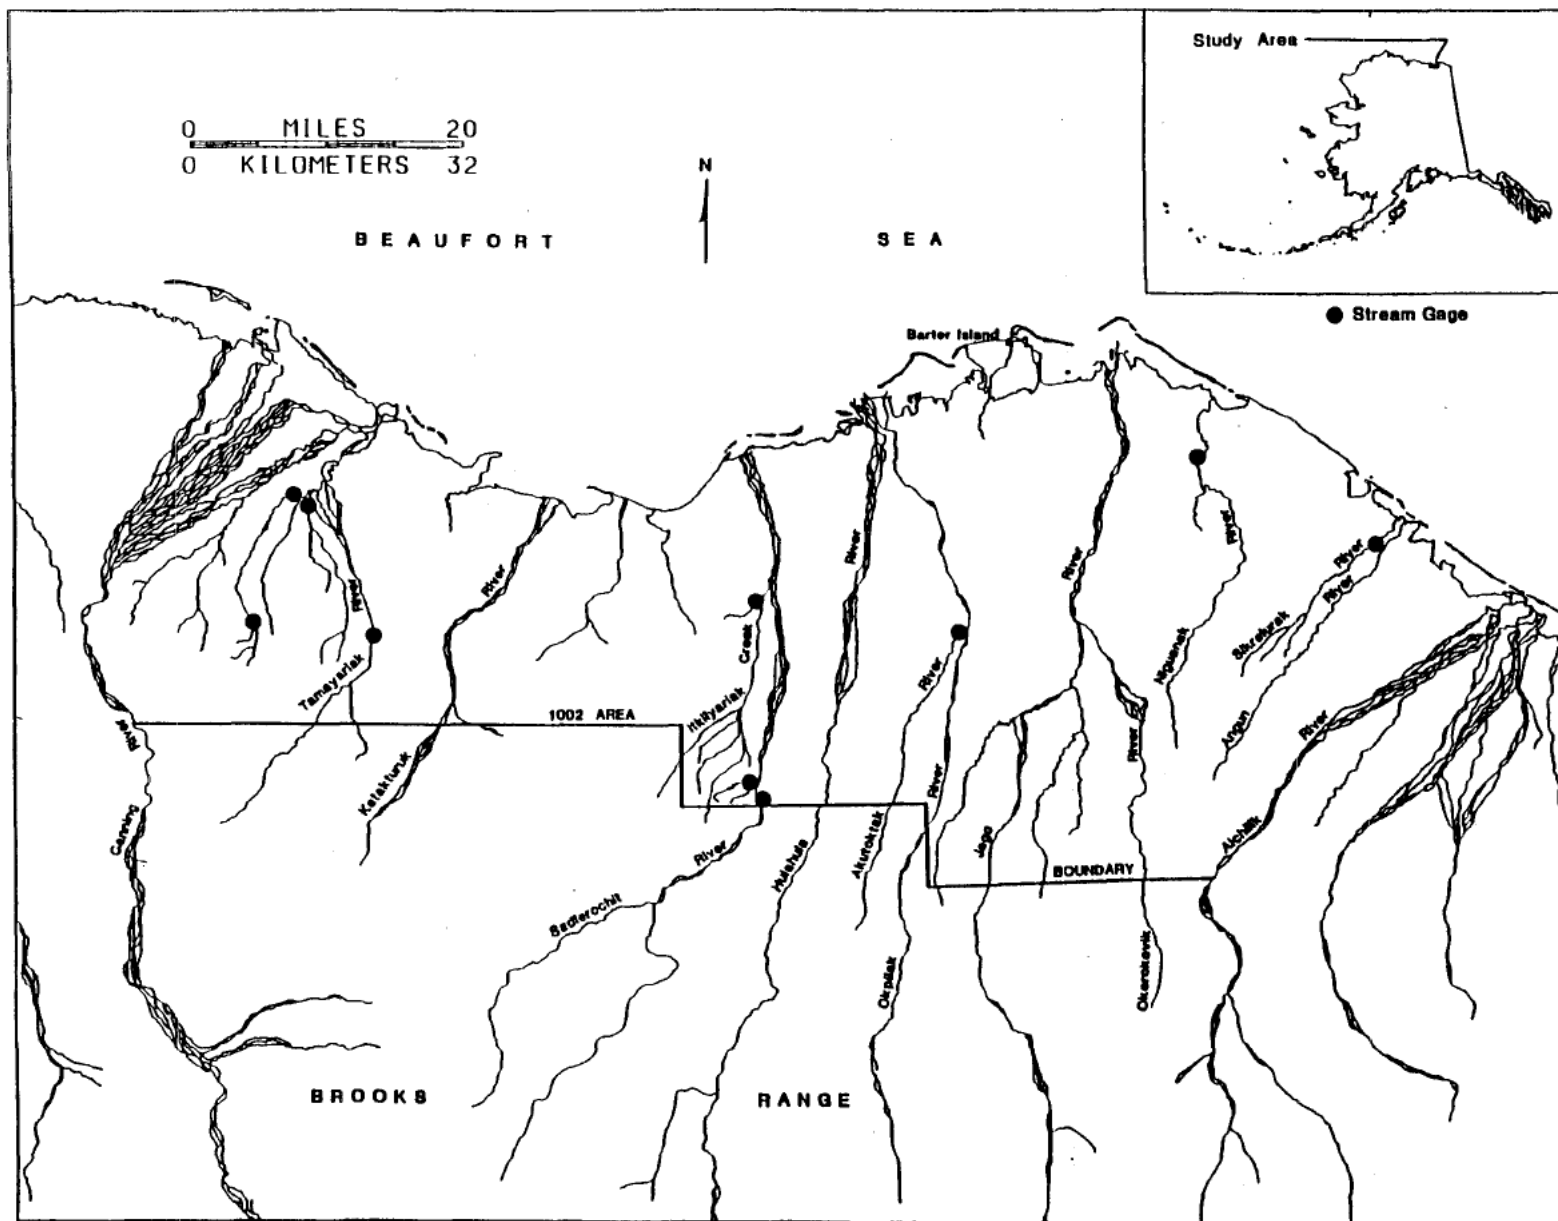 Study Area
0 MILES 20
0 KILOMETERS 32
N
BEAUFORT SEA
Stream Gage
Barter Island
River
River
River
River
River
River
River
Creek
Sikrelurak
River
Niguanak
Tamayariak
Itkilyariak
Angun
River
1002 AREA
River
River
River
Katakturuk
Canning
River
Hulahula
Akutoktak
Jago
BOUNDARY
Aichilik
Sadlerochit
Okpilak
Okerokovik
BROOKS RANGE